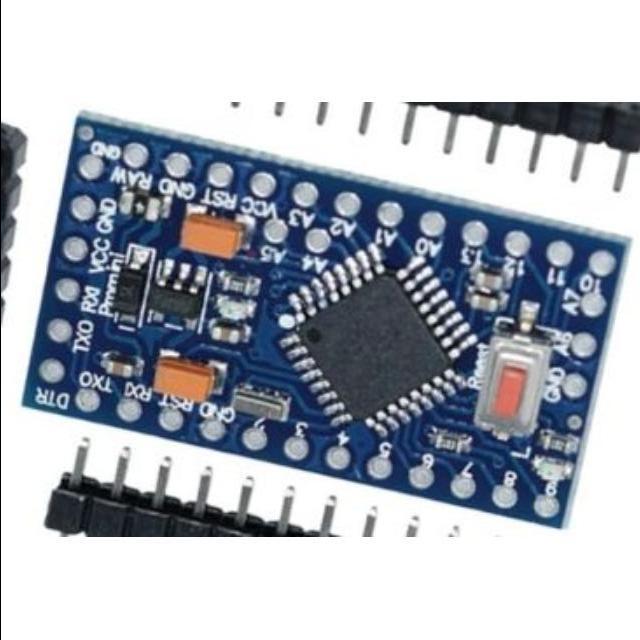 GND
RAW GND RST VCC A3 A2 A1 A0 13 12 11 10
A5 A4
A7
A6
GND
GND
VCC
RXI
TXO
DTR
Promini
Reset
TXO RXI RST GND 2 3 4 5 6 7 8 9
L